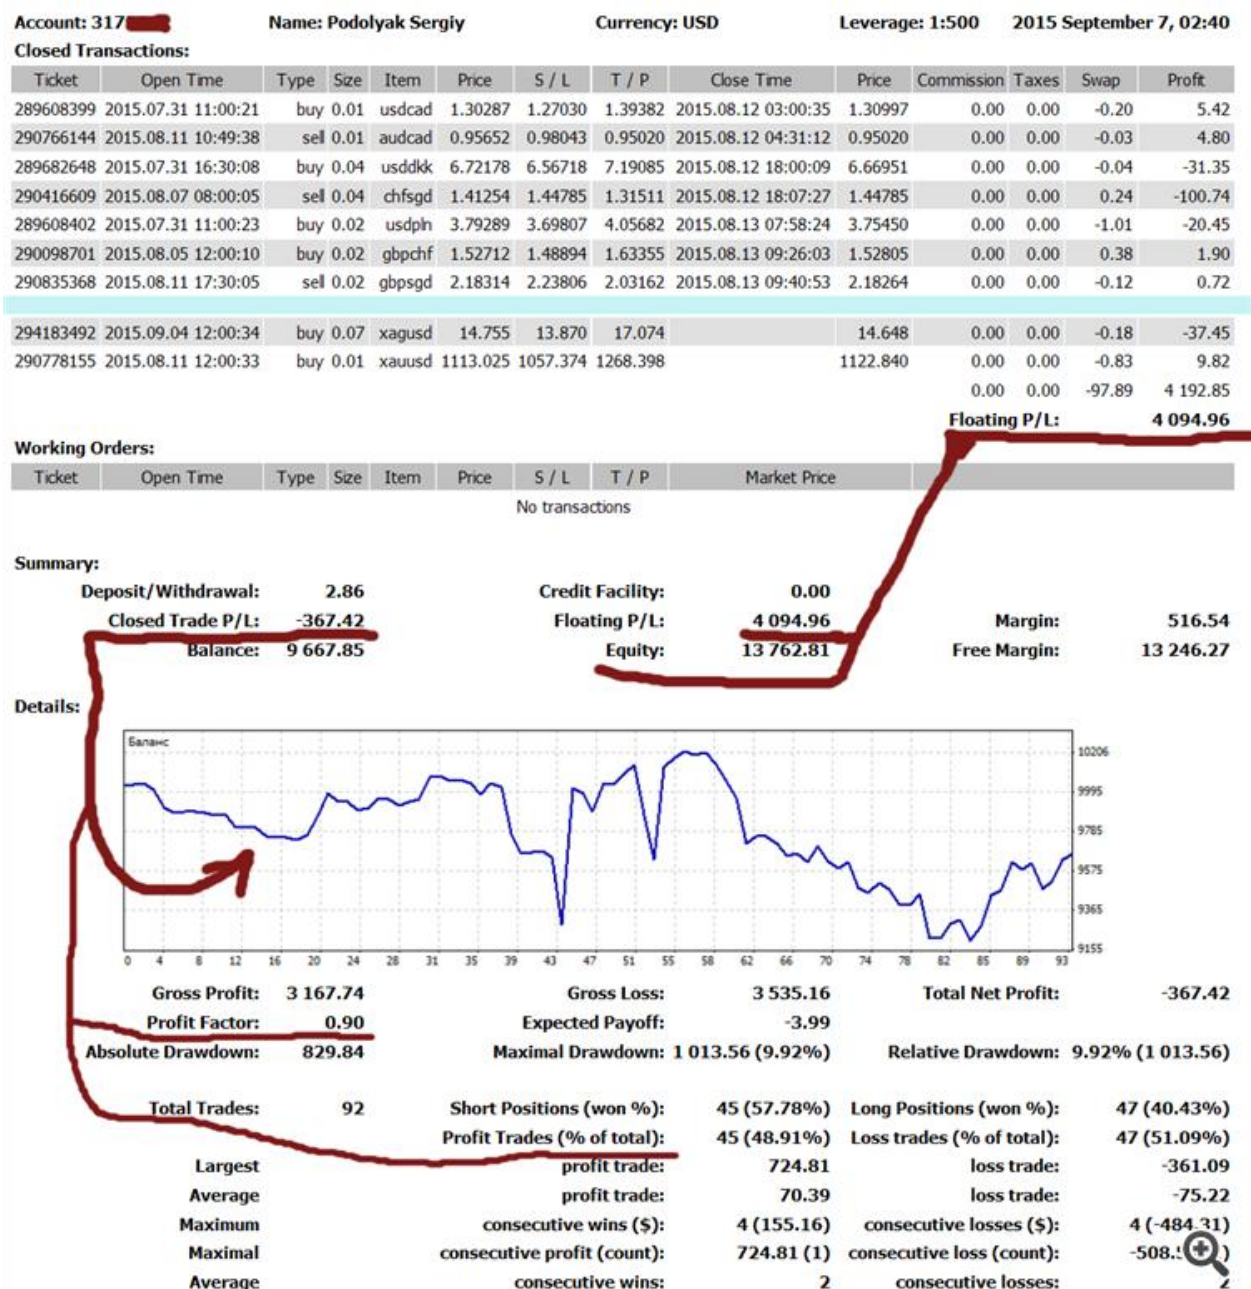 Account: 317 Name: Podolyak Sergiy Currency: USD Leverage: 1:500 2015 September 7, 02:40
Closed Transactions:
Ticket Open Time Type Size Item Price S / L T / P Close Time Price Commission Taxes Swap Profit
289608399 2015.07.31 11:00:21 buy 0.01 usdcad 1.30287 1.27030 1.39382 2015.08.12 03:00:35 1.30997 0.00 0.00 -0.20 5.42
290766144 2015.08.11 10:49:38 sell 0.01 audcad 0.95652 0.98043 0.95020 2015.08.12 04:31:12 0.95020 0.00 0.00 -0.03 4.80
289682648 2015.07.31 16:30:08 buy 0.04 usddkk 6.72178 6.56718 7.19085 2015.08.12 18:00:09 6.66951 0.00 0.00 -0.04 -31.35
290416609 2015.08.07 08:00:05 sell 0.04 chfsgd 1.41254 1.44785 1.31511 2015.08.12 18:07:27 1.44785 0.00 0.00 0.24 -100.74
289608402 2015.07.31 11:00:23 buy 0.02 usdpln 3.79289 3.69807 4.05682 2015.08.13 07:58:24 3.75450 0.00 0.00 -1.01 -20.45
290098701 2015.08.05 12:00:10 buy 0.02 gbpchf 1.52712 1.48894 1.63355 2015.08.13 09:26:03 1.52805 0.00 0.00 0.38 1.90
290835368 2015.08.11 17:30:05 sell 0.02 gbpsgd 2.18314 2.23806 2.03162 2015.08.13 09:40:53 2.18264 0.00 0.00 -0.12 0.72
294183492 2015.09.04 12:00:34 buy 0.07 xagusd 14.755 13.870 17.074 14.648 0.00 0.00 -0.18 -37.45
290778155 2015.08.11 12:00:33 buy 0.01 xauusd 1113.025 1057.374 1268.398 1122.840 0.00 0.00 -0.83 9.82
0.00 0.00 -97.89 4 192.85
Floating P/L: 4 094.96
Working Orders:
Ticket Open Time Type Size Item Price S / L T / P Market Price
No transactions
Summary:
Deposit/Withdrawal: 2.86 Credit Facility: 0.00
Closed Trade P/L: -367.42 Floating P/L: 4 094.96 Margin: 516.54
Balance: 9 667.85 Equity: 13 762.81 Free Margin: 13 246.27
Details:
Баланс
10206
9995
9785
9575
9365
9155
0 4 8 12 16 20 24 28 31 35 39 43 47 51 55 58 62 66 70 74 78 82 85 89 93
Gross Profit: 3 167.74 Gross Loss: 3 535.16 Total Net Profit: -367.42
Profit Factor: 0.90 Expected Payoff: -3.99
Absolute Drawdown: 829.84 Maximal Drawdown: 1 013.56 (9.92%) Relative Drawdown: 9.92% (1 013.56)
Total Trades: 92 Short Positions (won %): 45 (57.78%) Long Positions (won %): 47 (40.43%)
Profit Trades (% of total): 45 (48.91%) Loss trades (% of total): 47 (51.09%)
Largest profit trade: 724.81 loss trade: -361.09
Average profit trade: 70.39 loss trade: -75.22
Maximum consecutive wins ($): 4 (155.16) consecutive losses ($): 4 (-484.31)
Maximal consecutive profit (count): 724.81 (1) consecutive loss (count):
Average consecutive wins: 2 consecutive losses: 2